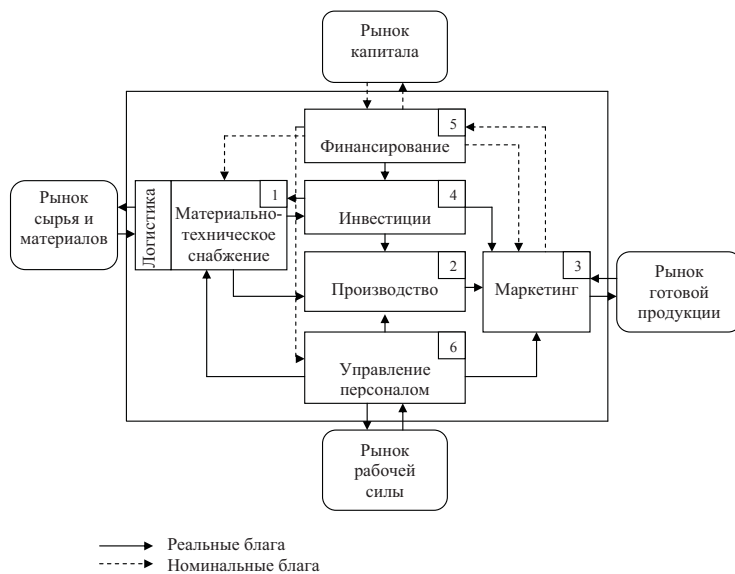 Рынок
капитала
5
Финансирование
Рынок
сырья и
материалов
Логистика
1
Материально-
техническое
снабжение
4
Инвестиции
2
Производство
3
Маркетинг
Рынок
готовой
продукции
6
Управление
персоналом
Рынок
рабочей
силы
Реальные блага
Номинальные блага